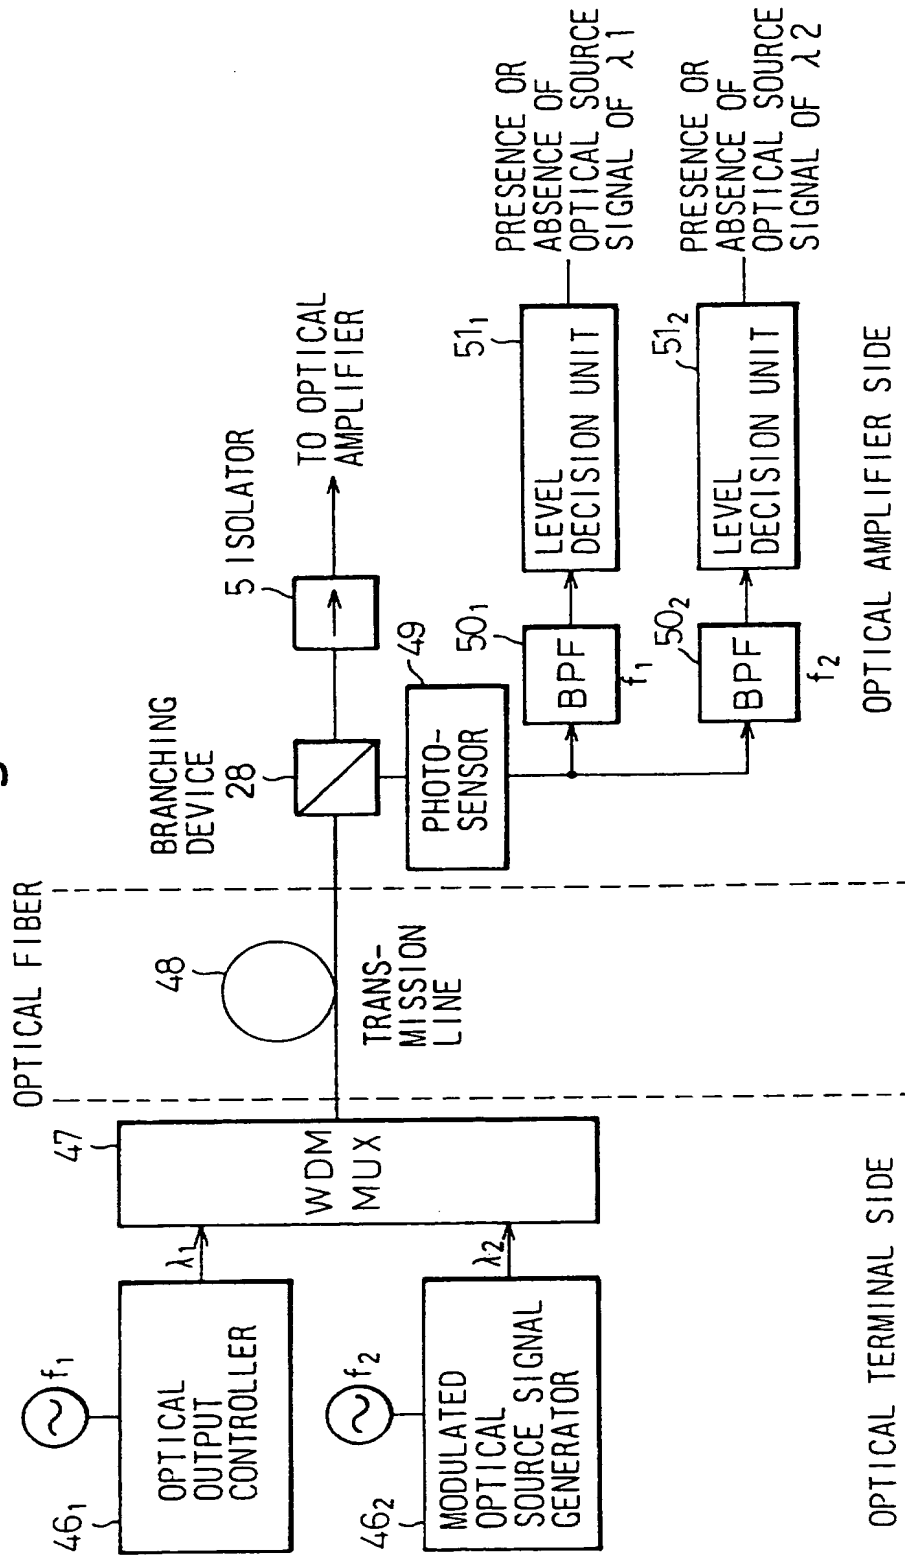 OPTICAL FIBER
46₁
f₁
OPTICAL
OUTPUT
CONTROLLER
λ₁
46₂
f₂
MODULATED
OPTICAL
SOURCE SIGNAL
GENERATOR
λ2
47
WDM
MUX
48
TRANS-
MISSION
LINE
BRANCHING
DEVICE
28
5 ISOLATOR
TO OPTICAL
AMPLIFIER
49
PHOTO-
SENSOR
50₁
BPF
f₁
51₁
LEVEL
DECISION UNIT
PRESENCE OR
ABSENCE OF
OPTICAL SOURCE
SIGNAL OF λ1
50₂
BPF
f₂
51₂
LEVEL
DECISION UNIT
PRESENCE OR
ABSENCE OF
OPTICAL SOURCE
SIGNAL OF λ2
OPTICAL TERMINAL SIDE
OPTICAL AMPLIFIER SIDE